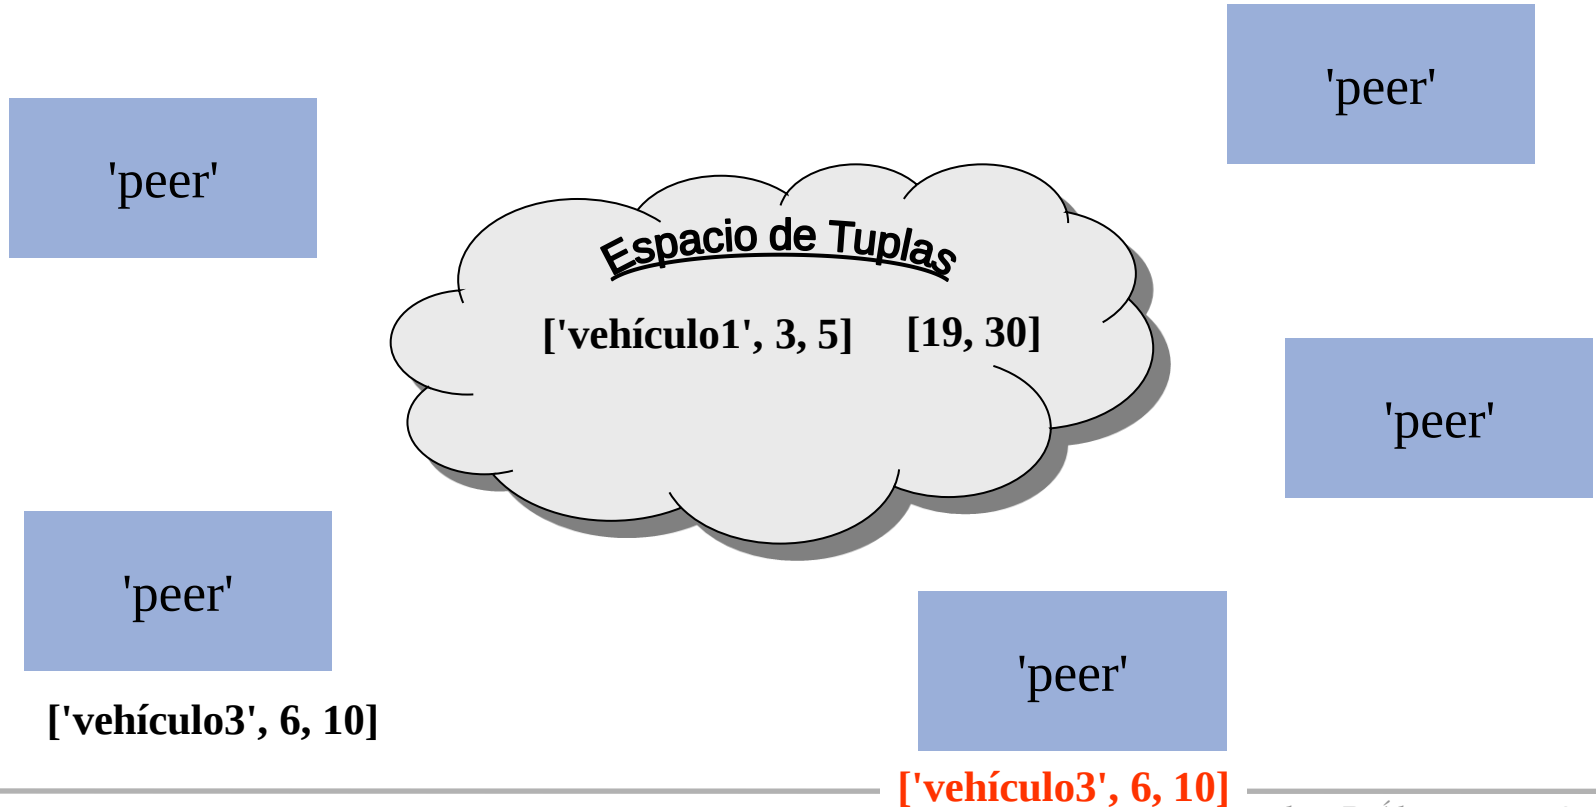 'peer'
'peer'
Espacio de Tuplas
['vehículo1', 3, 5] [19, 30]
'peer'
'peer'
'peer'
['vehículo3', 6, 10]
['vehículo3', 6, 10]